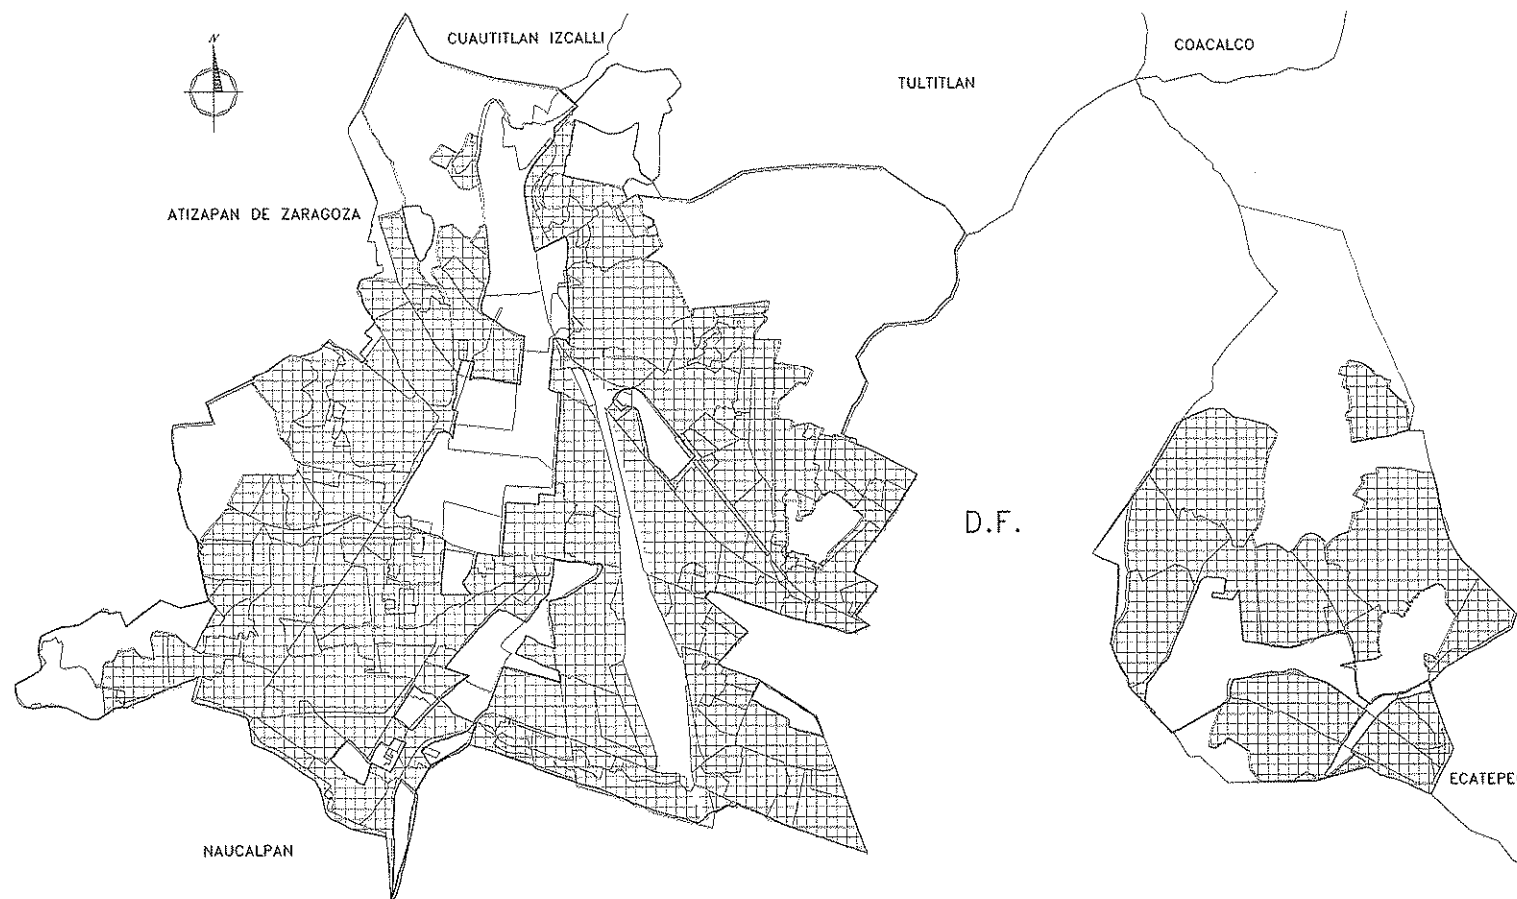 N
CUAUTITLAN IZCALLI
COACALCO
TULTITLAN
ATIZAPAN DE ZARAGOZA
D.F.
ECATEPE
NAUCALPAN